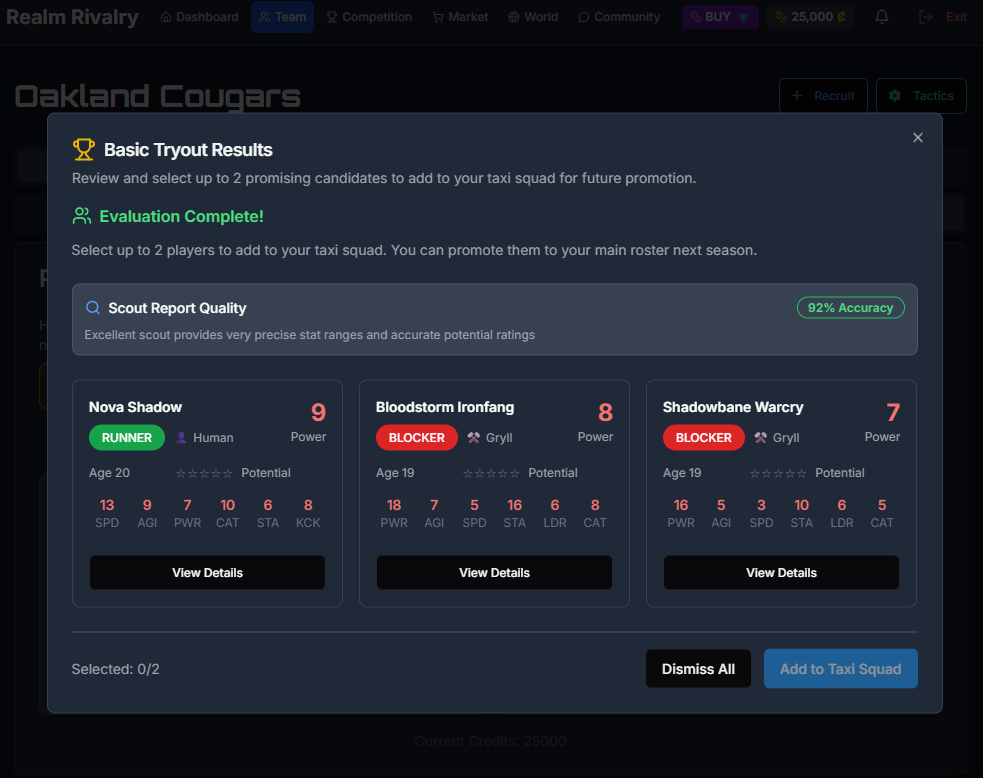 Realm Rivalry Dashboard Team Competition Market World Community BUY 25,000 Exit
Oakland Cougars
+ Recruit Tactics
Basic Tryout Results
Review and select up to 2 promising candidates to add to your taxi squad for future promotion.
Evaluation Complete!
Select up to 2 players to add to your taxi squad. You can promote them to your main roster next season.
Scout Report Quality 92% Accuracy
Excellent scout provides very precise stat ranges and accurate potential ratings
Nova Shadow 9
RUNNER Human Power
Age 20 ☆☆☆☆☆ Potential
13 9 7 10 6 8
SPD AGI PWR CAT STA KCK
View Details
Bloodstorm Ironfang 8
BLOCKER Gryll Power
Age 19 ☆☆☆☆☆ Potential
18 7 5 16 6 8
PWR AGI SPD STA LDR CAT
View Details
Shadowbane Warcry 7
BLOCKER Gryll Power
Age 19 ☆☆☆☆☆ Potential
16 5 3 10 6 5
PWR AGI SPD STA LDR CAT
View Details
Selected: 0/2 Dismiss All Add to Taxi Squad
Current Credits: 25000